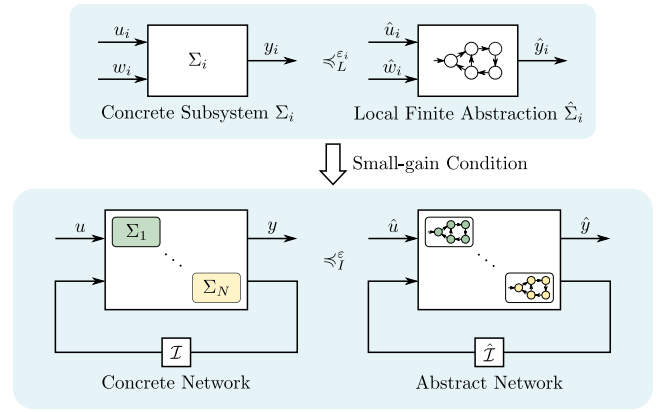 u_i
w_i
Σ_i
y_i
≼_L^{ε_i}
û_i
ŵ_i
ŷ_i
Concrete Subsystem Σ_i
Local Finite Abstraction Σ̂_i
Small-gain Condition
u
Σ_1
⋱
Σ_N
y
ℐ
≼_ℐ^ε
û
⋱
ŷ
ℐ̂
Concrete Network
Abstract Network